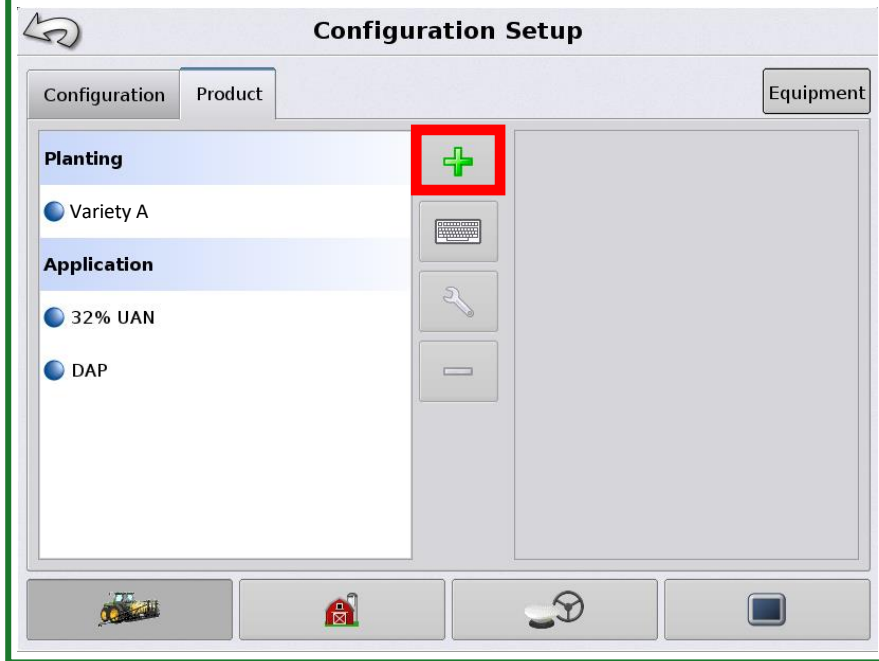 Configuration Setup
Configuration Product Equipment
Planting
Variety A
Application
32% UAN
DAP